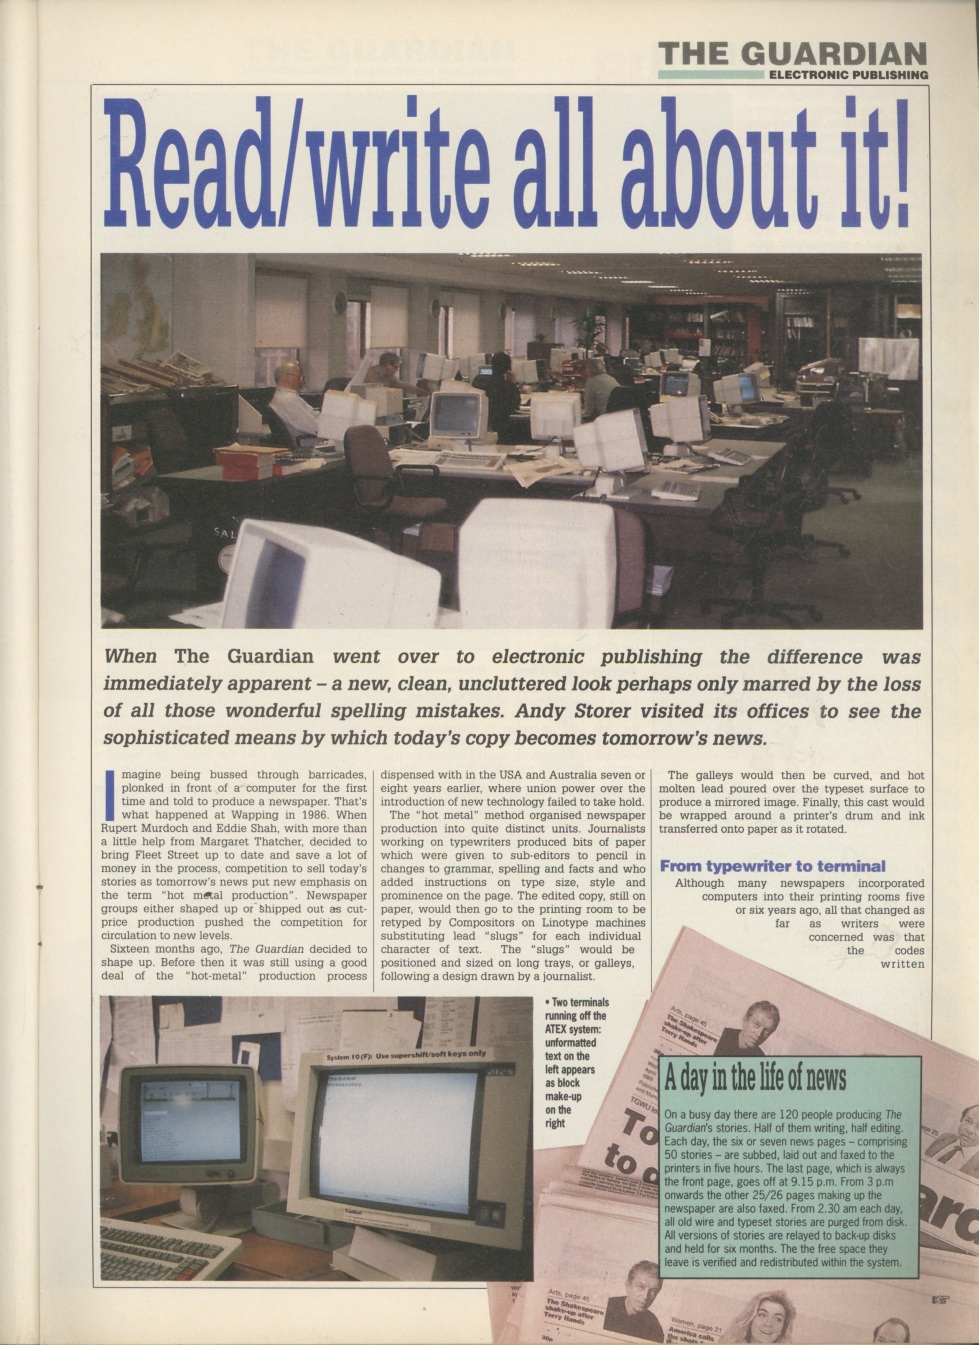 THE GUARDIAN
ELECTRONIC PUBLISHING
Read/write all about it!
When The Guardian went over to electronic publishing the difference was
immediately apparent – a new, clean, uncluttered look perhaps only marred by the loss
of all those wonderful spelling mistakes. Andy Storer visited its offices to see the
sophisticated means by which today's copy becomes tomorrow's news.
Imagine being bussed through barricades,
plonked in front of a computer for the first
time and told to produce a newspaper. That's
what happened at Wapping in 1986. When
Rupert Murdoch and Eddie Shah, with more than
a little help from Margaret Thatcher, decided to
bring Fleet Street up to date and save a lot of
money in the process, competition to sell today's
stories as tomorrow's news put new emphasis on
the term "hot metal production". Newspaper
groups either shaped up or shipped out as cut-
price production pushed the competition for
circulation to new levels.
Sixteen months ago, The Guardian decided to
shape up. Before then it was still using a good
deal of the "hot-metal" production process
dispensed with in the USA and Australia seven or
eight years earlier, where union power over the
introduction of new technology failed to take hold.
The "hot metal" method organised newspaper
production into quite distinct units. Journalists
working on typewriters produced bits of paper
which were given to sub-editors to pencil in
changes to grammar, spelling and facts and who
added instructions on type size, style and
prominence on the page. The edited copy, still on
paper, would then go to the printing room to be
retyped by Compositors on Linotype machines
substituting lead "slugs" for each individual
character of text. The "slugs" would be
positioned and sized on long trays, or galleys,
following a design drawn by a journalist.
The galleys would then be curved, and hot
molten lead poured over the typeset surface to
produce a mirrored image. Finally, this cast would
be wrapped around a printer's drum and ink
transferred onto paper as it rotated.
From typewriter to terminal
Although many newspapers incorporated
computers into their printing rooms five
or six years ago, all that changed as
far as writers were
concerned was that
the codes
written
System 10 (F): Use supershift/soft keys only
• Two terminals
running off the
ATEX system:
unformatted
text on the
left appears
as block
make-up
on the
right
Arts, page 45
The Shakespeare
shake-up after
Terry Hands
TGWU
To
to
A day in the life of news
On a busy day there are 120 people producing The
Guardian's stories. Half of them writing, half editing.
Each day, the six or seven news pages – comprising
50 stories – are subbed, laid out and faxed to the
printers in five hours. The last page, which is always
the front page, goes off at 9.15 p.m. From 3 p.m
onwards the other 25/26 pages making up the
newspaper are also faxed. From 2.30 am each day,
all old wire and typeset stories are purged from disk.
All versions of stories are relayed to back-up disks
and held for six months. The the free space they
leave is verified and redistributed within the system.
Arts, page 45
The Shakespeare
shake-up after
Terry Hands
Women, page 21
America calls
30p